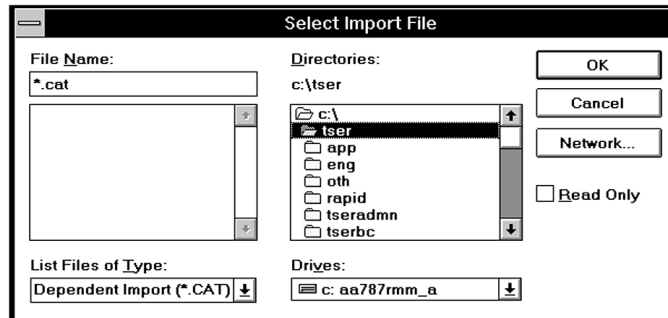 Select Import File
File Name:
*.cat
List Files of Type:
Dependent Import (*.CAT)
Directories:
c:\tser
c:\
tser
app
eng
oth
rapid
tseradmn
tserbc
Drives:
c: aa787rmm_a
OK
Cancel
Network...
Read Only